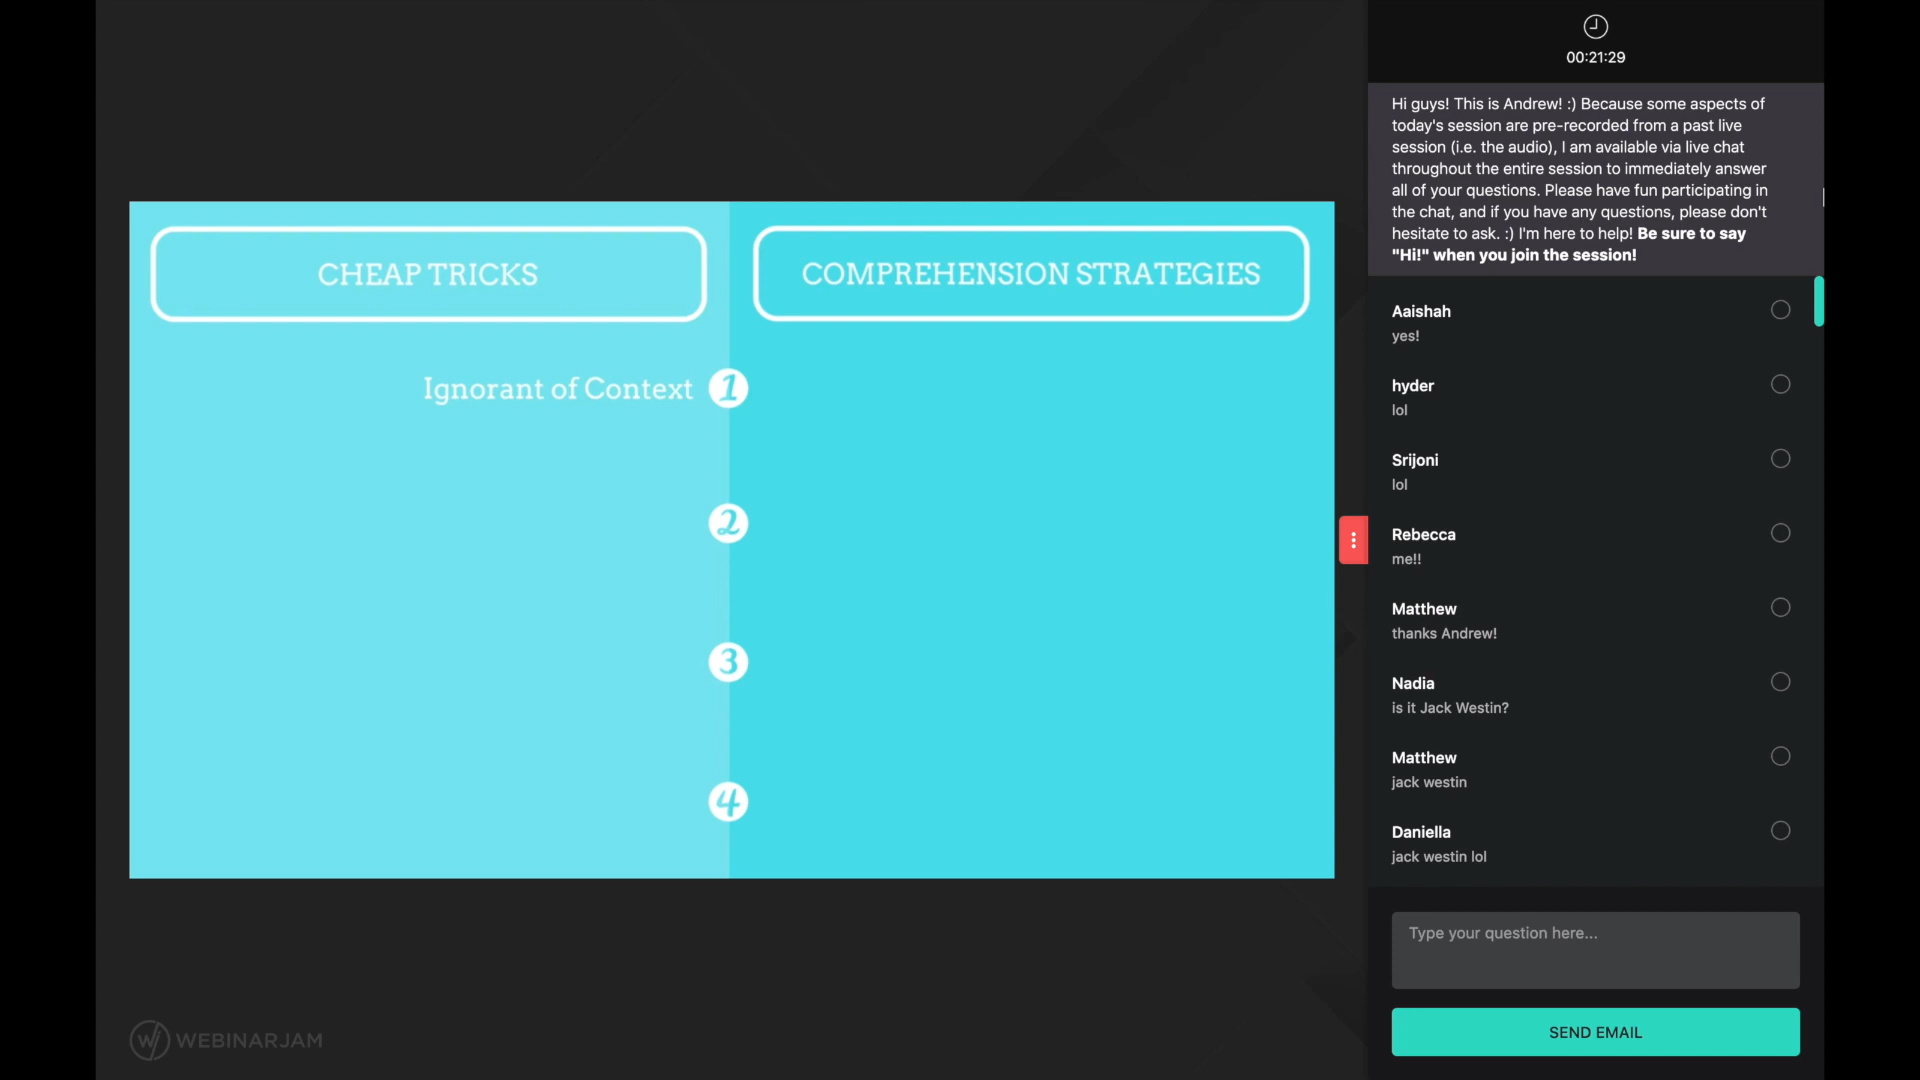 CHEAP TRICKS
COMPREHENSION STRATEGIES
Ignorant of Context
1
2
3
4
WEBINARJAM
00:21:29
Hi guys! This is Andrew! :) Because some aspects of
today's session are pre-recorded from a past live
session (i.e. the audio), I am available via live chat
throughout the entire session to immediately answer
all of your questions. Please have fun participating in
the chat, and if you have any questions, please don't
hesitate to ask. :) I'm here to help! Be sure to say
"Hi!" when you join the session!
Aaishah
yes!
hyder
lol
Srijoni
lol
Rebecca
me!!
Matthew
thanks Andrew!
Nadia
is it Jack Westin?
Matthew
jack westin
Daniella
jack westin lol
Type your question here...
SEND EMAIL